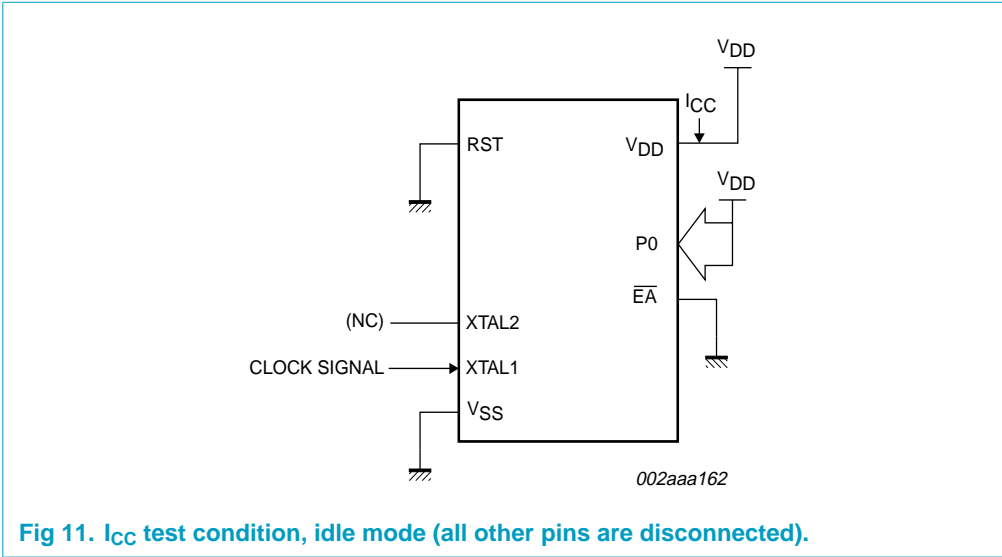 VDD
ICC
RST
VDD
VDD
P0
EA
(NC)
XTAL2
CLOCK SIGNAL
XTAL1
VSS
002aaa162
Fig 11. ICC test condition, idle mode (all other pins are disconnected).